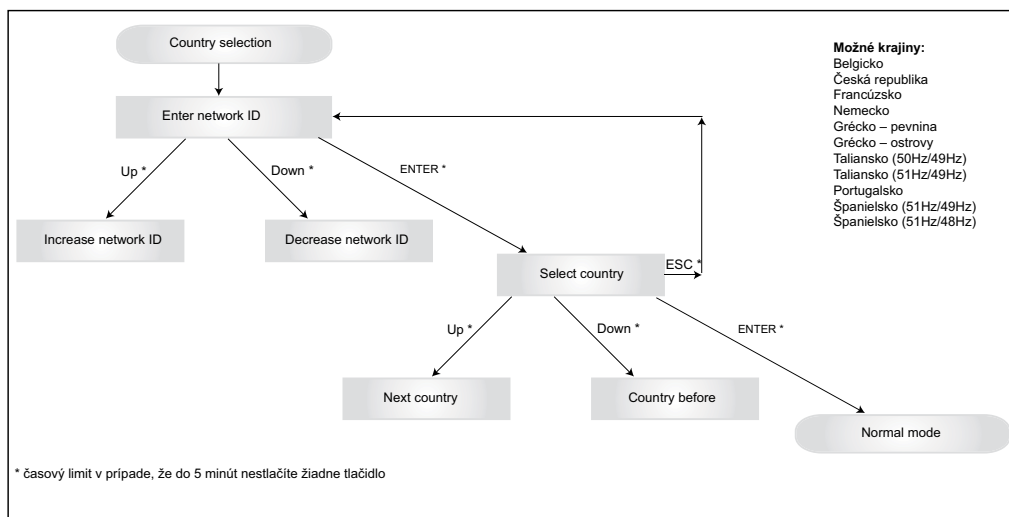 Country selection
Enter network ID
Up *
Down *
ENTER *
Increase network ID
Decrease network ID
Select country
ESC *
Up *
Down *
ENTER *
Next country
Country before
Normal mode
Možné krajiny:
Belgicko
Česká republika
Francúzsko
Nemecko
Grécko – pevnina
Grécko – ostrovy
Taliansko (50Hz/49Hz)
Taliansko (51Hz/49Hz)
Portugalsko
Španielsko (51Hz/49Hz)
Španielsko (51Hz/48Hz)
* časový limit v prípade, že do 5 minút nestlačíte žiadne tlačidlo